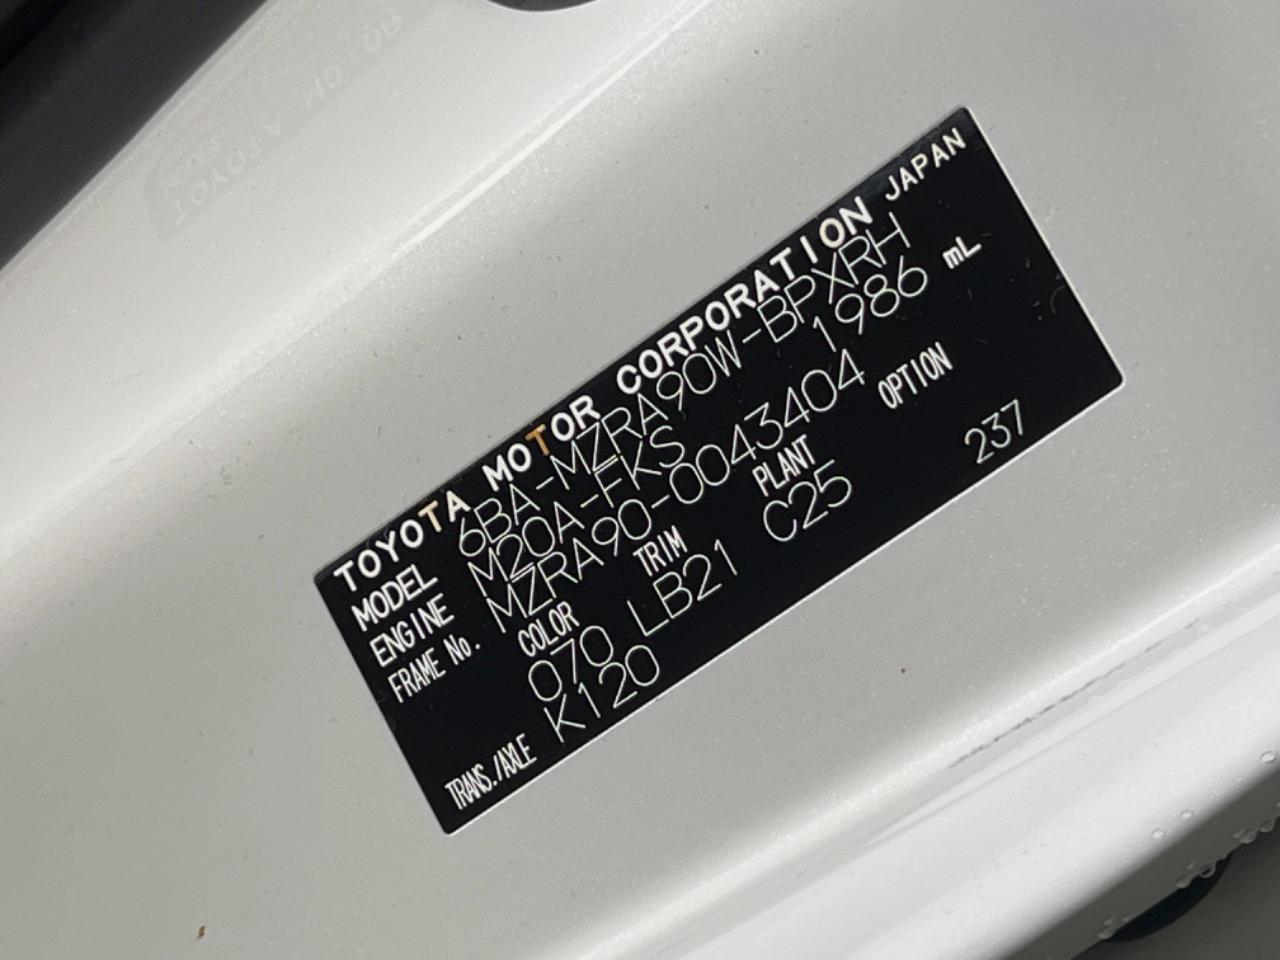 TOYOTA MOTOR CORPORATION JAPAN
MODEL 6BA-MZRA90W-BPXRH
ENGINE M20A-FKS 1986 mL
FRAME No. MZRA90-0043404
COLOR TRIM PLANT OPTION
070 LB21 C25 237
TRANS./AXLE K120